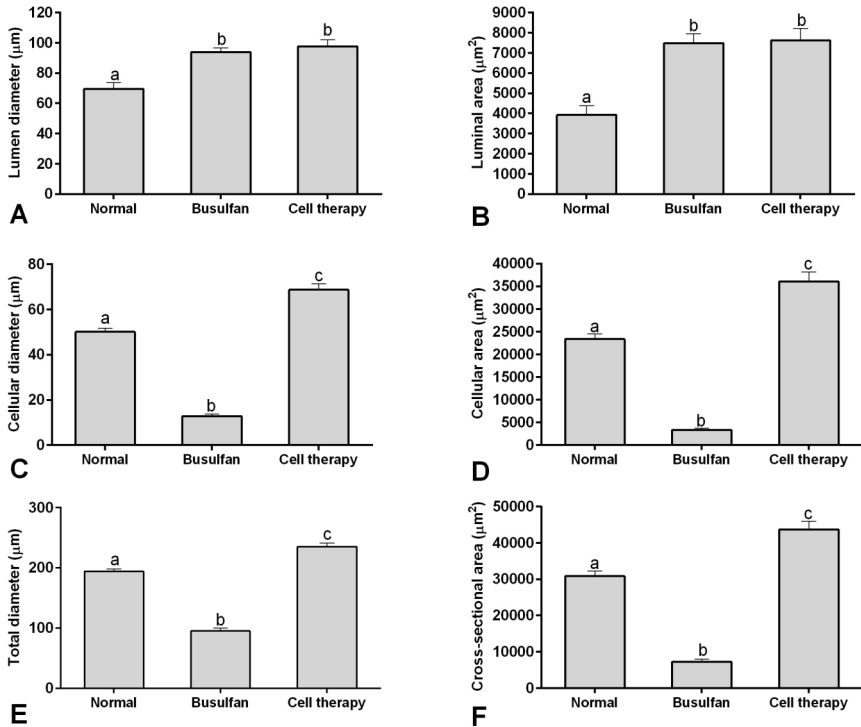 Lumen diameter (μm)
120
100
80
60
40
20
0
a
b
b
Normal
Busulfan
Cell therapy
A
Luminal area (μm²)
9000
8000
7000
6000
5000
4000
3000
2000
1000
0
a
b
b
Normal
Busulfan
Cell therapy
B
Cellular diameter (μm)
80
60
40
20
0
a
b
c
Normal
Busulfan
Cell therapy
C
Cellular area (μm²)
40000
35000
30000
25000
20000
15000
10000
5000
0
a
b
c
Normal
Busulfan
Cell therapy
D
Total diameter (μm)
300
200
100
0
a
b
c
Normal
Busulfan
Cell therapy
E
Cross-sectional area (μm²)
50000
40000
30000
20000
10000
0
a
b
c
Normal
Busulfan
Cell therapy
F